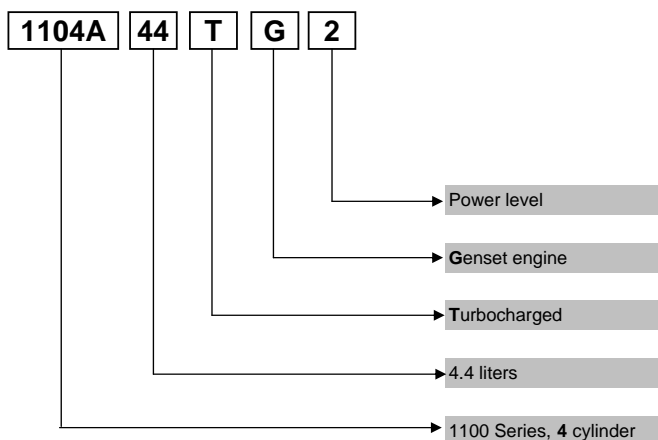 1104A 44 T G 2
Power level
Genset engine
Turbocharged
4.4 liters
1100 Series, 4 cylinder